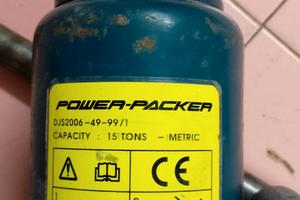 POWER-PACKER
DJS2006-49-99/1
CAPACITY : 15 TONS - METRIC
CE